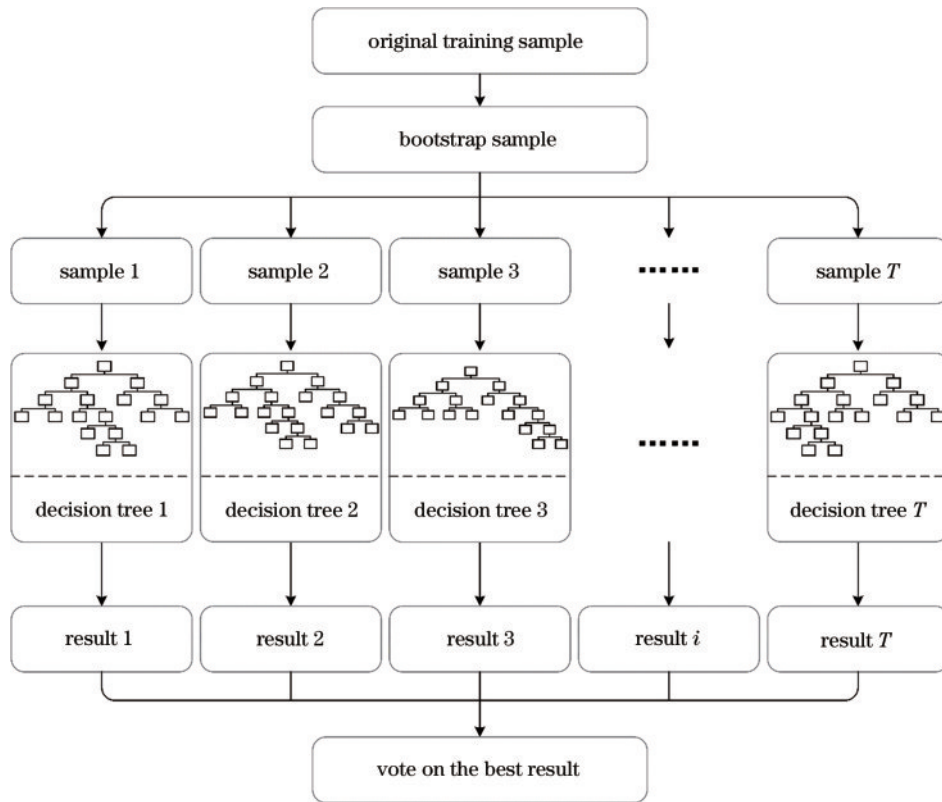 original training sample
bootstrap sample
sample 1
sample 2
sample 3
......
sample T
......
decision tree 1
decision tree 2
decision tree 3
decision tree T
result 1
result 2
result 3
result i
result T
vote on the best result